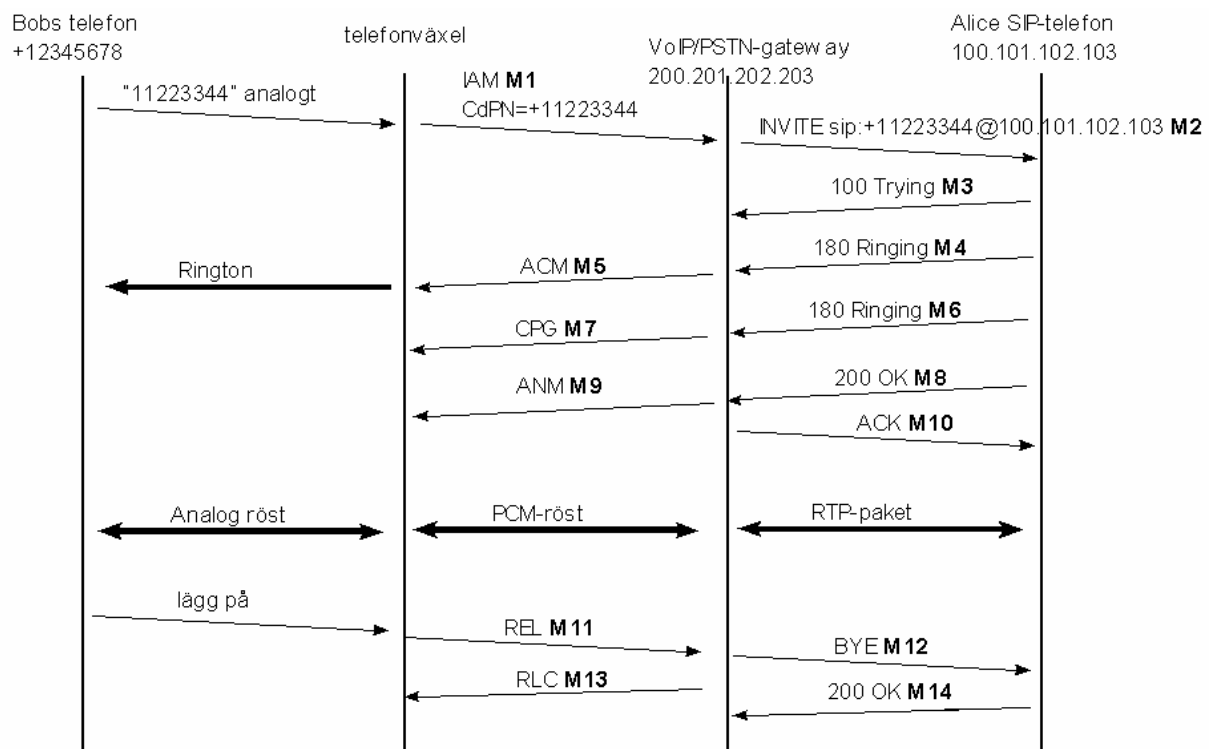 Bobs telefon
+12345678
telefonväxel
VoIP/PSTN-gateway
200.201.202.203
Alice SIP-telefon
100.101.102.103
"11223344" analogt
IAM M1
CdPN=+11223344
INVITE sip:+11223344@100.101.102.103 M2
100 Trying M3
180 Ringing M4
ACM M5
Rington
180 Ringing M6
CPG M7
200 OK M8
ANM M9
ACK M10
Analog röst
PCM-röst
RTP-paket
lägg på
REL M11
BYE M12
RLC M13
200 OK M14